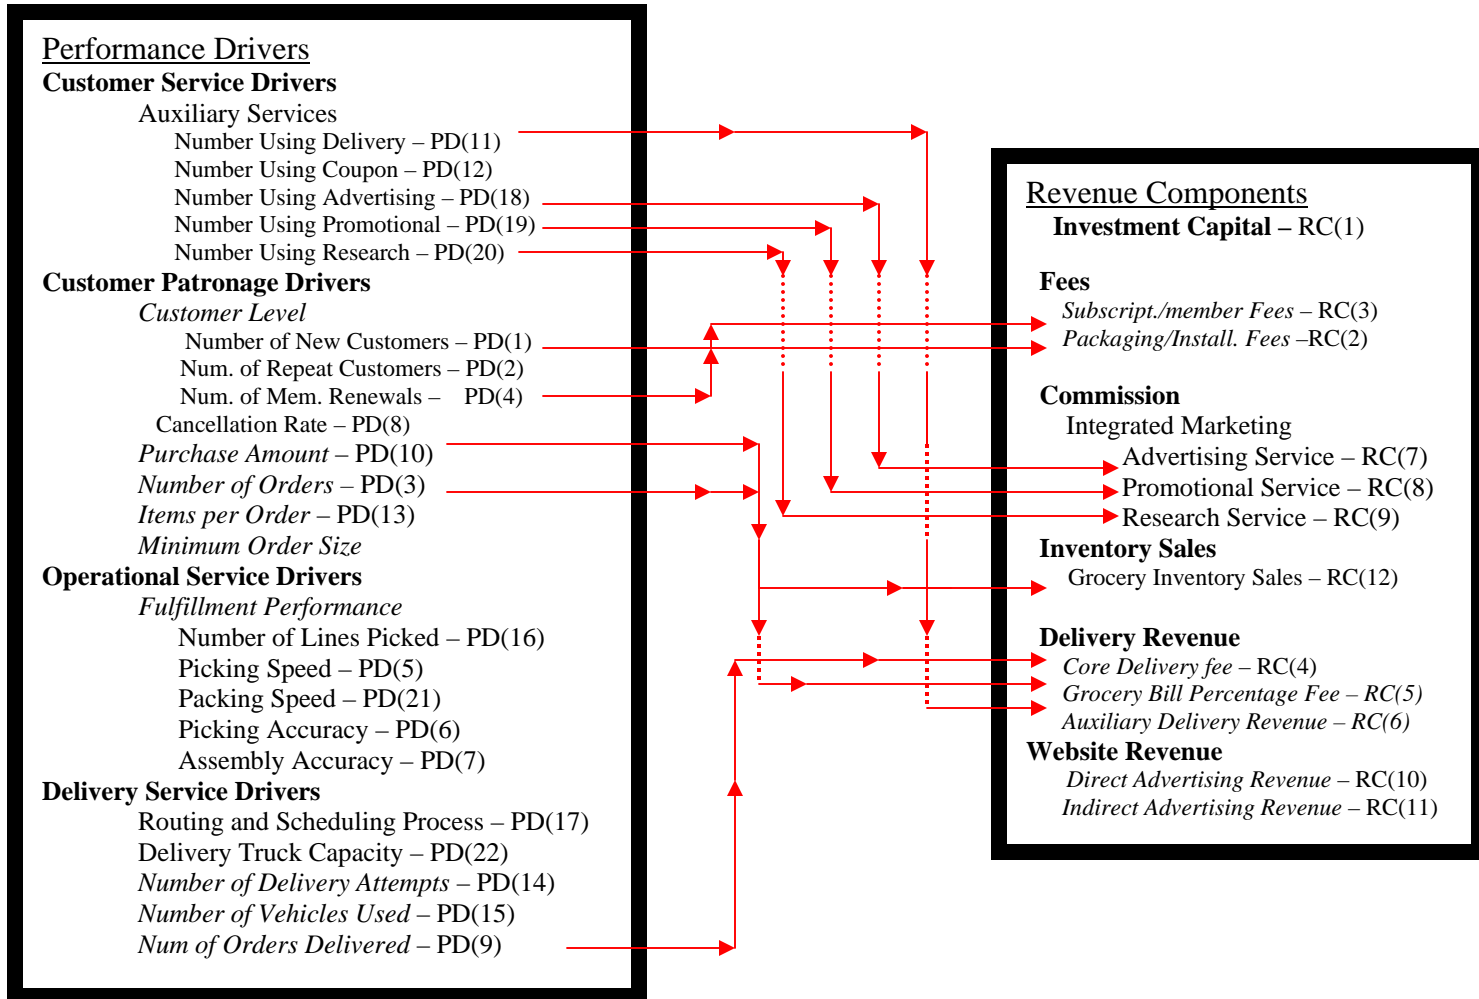 Performance Drivers
Customer Service Drivers
Auxiliary Services
Number Using Delivery – PD(11)
Number Using Coupon – PD(12)
Number Using Advertising – PD(18)
Number Using Promotional – PD(19)
Number Using Research – PD(20)
Customer Patronage Drivers
Customer Level
Number of New Customers – PD(1)
Num. of Repeat Customers – PD(2)
Num. of Mem. Renewals – PD(4)
Cancellation Rate – PD(8)
Purchase Amount – PD(10)
Number of Orders – PD(3)
Items per Order – PD(13)
Minimum Order Size
Operational Service Drivers
Fulfillment Performance
Number of Lines Picked – PD(16)
Picking Speed – PD(5)
Packing Speed – PD(21)
Picking Accuracy – PD(6)
Assembly Accuracy – PD(7)
Delivery Service Drivers
Routing and Scheduling Process – PD(17)
Delivery Truck Capacity – PD(22)
Number of Delivery Attempts – PD(14)
Number of Vehicles Used – PD(15)
Num of Orders Delivered – PD(9)
Revenue Components
Investment Capital – RC(1)
Fees
Subscript./member Fees – RC(3)
Packaging/Install. Fees –RC(2)
Commission
Integrated Marketing
Advertising Service – RC(7)
Promotional Service – RC(8)
Research Service – RC(9)
Inventory Sales
Grocery Inventory Sales – RC(12)
Delivery Revenue
Core Delivery fee – RC(4)
Grocery Bill Percentage Fee – RC(5)
Auxiliary Delivery Revenue – RC(6)
Website Revenue
Direct Advertising Revenue – RC(10)
Indirect Advertising Revenue – RC(11)